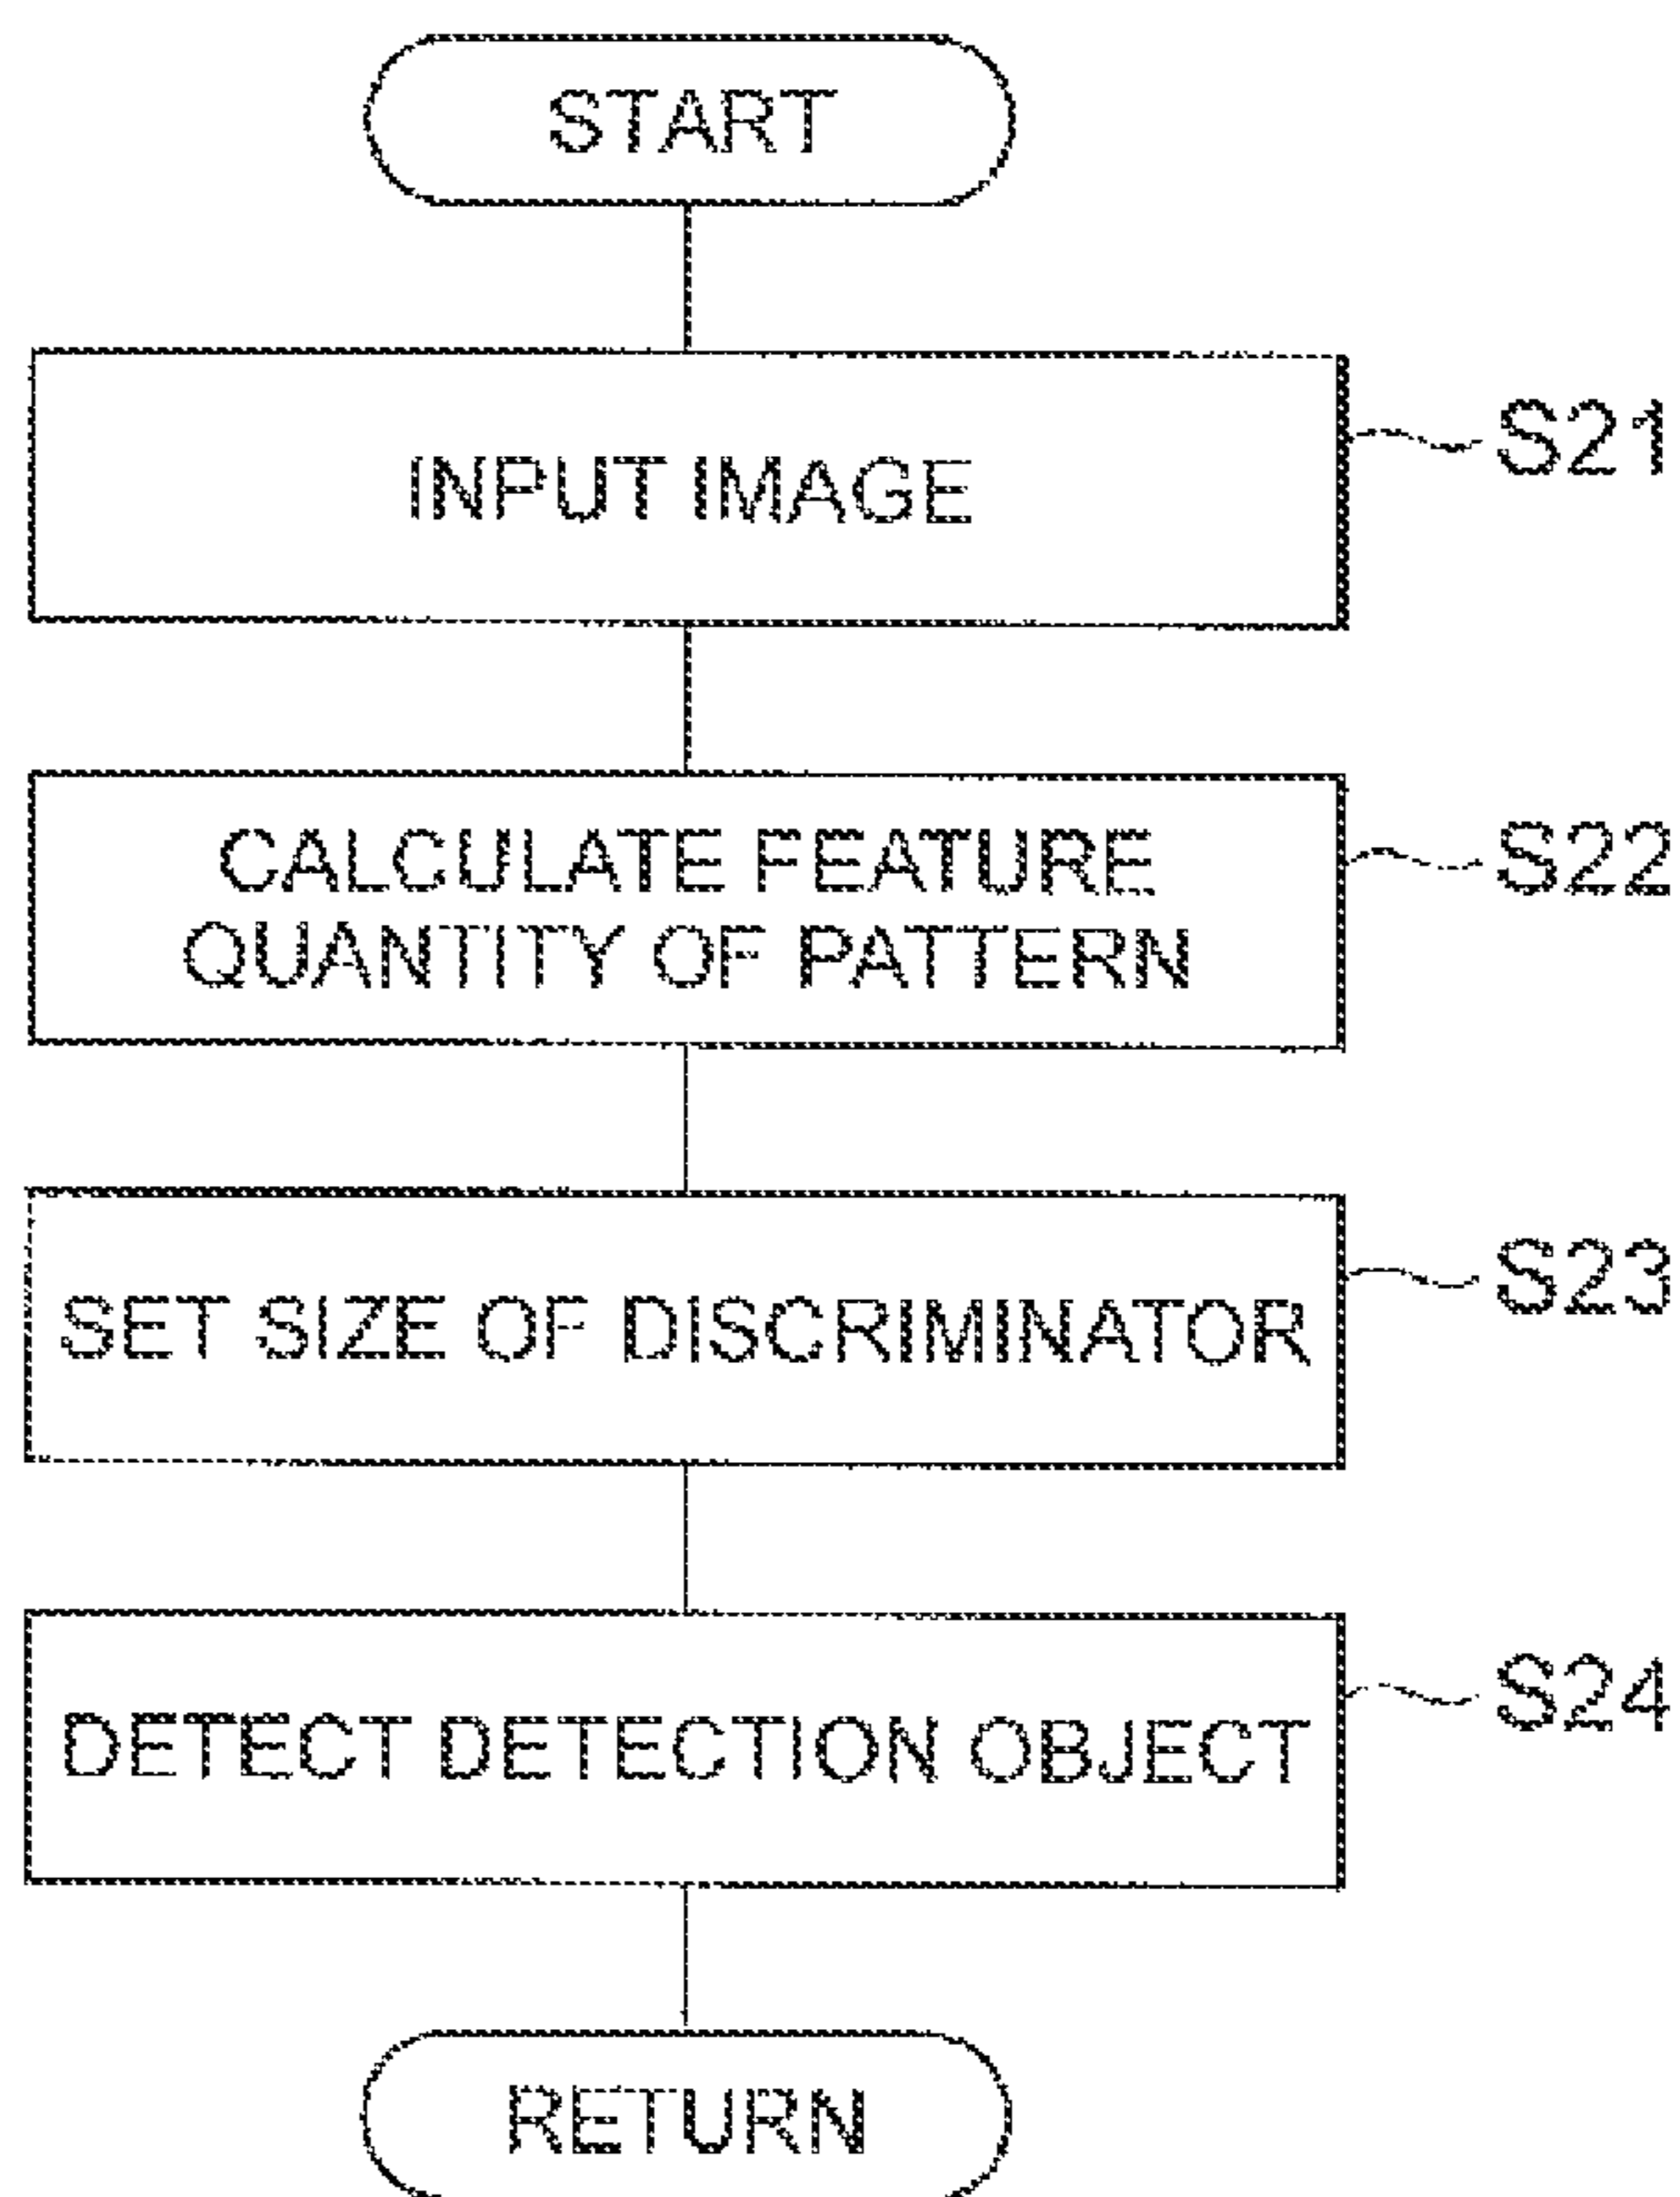 START
INPUT IMAGE
S21
CALCULATE FEATURE
QUANTITY OF PATTERN
S22
SET SIZE OF DISCRIMINATOR
S23
DETECT DETECTION OBJECT
S24
RETURN